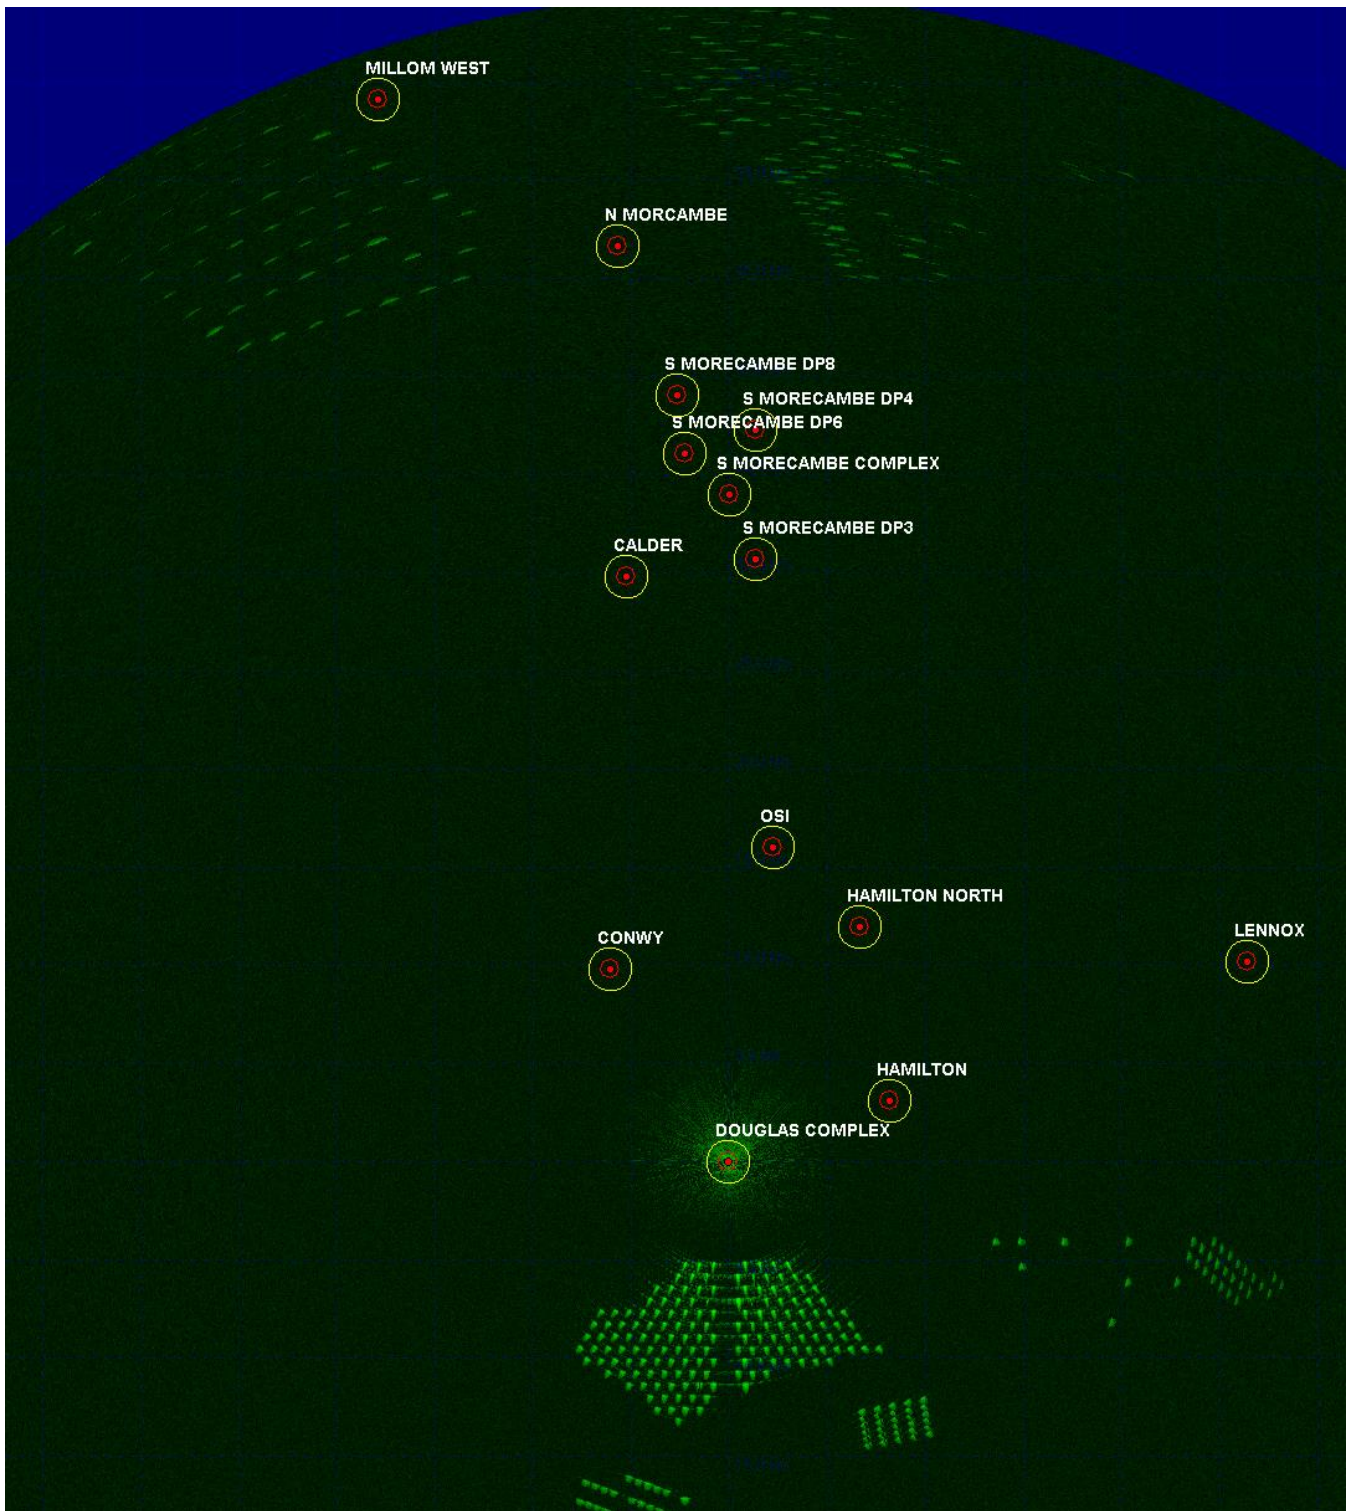 MILLOM WEST
N MORCAMBE
S MORECAMBE DP8
S MORECAMBE DP4
S MORECAMBE DP6
S MORECAMBE COMPLEX
S MORECAMBE DP3
CALDER
OSI
HAMILTON NORTH
LENNOX
CONWY
HAMILTON
DOUGLAS COMPLEX